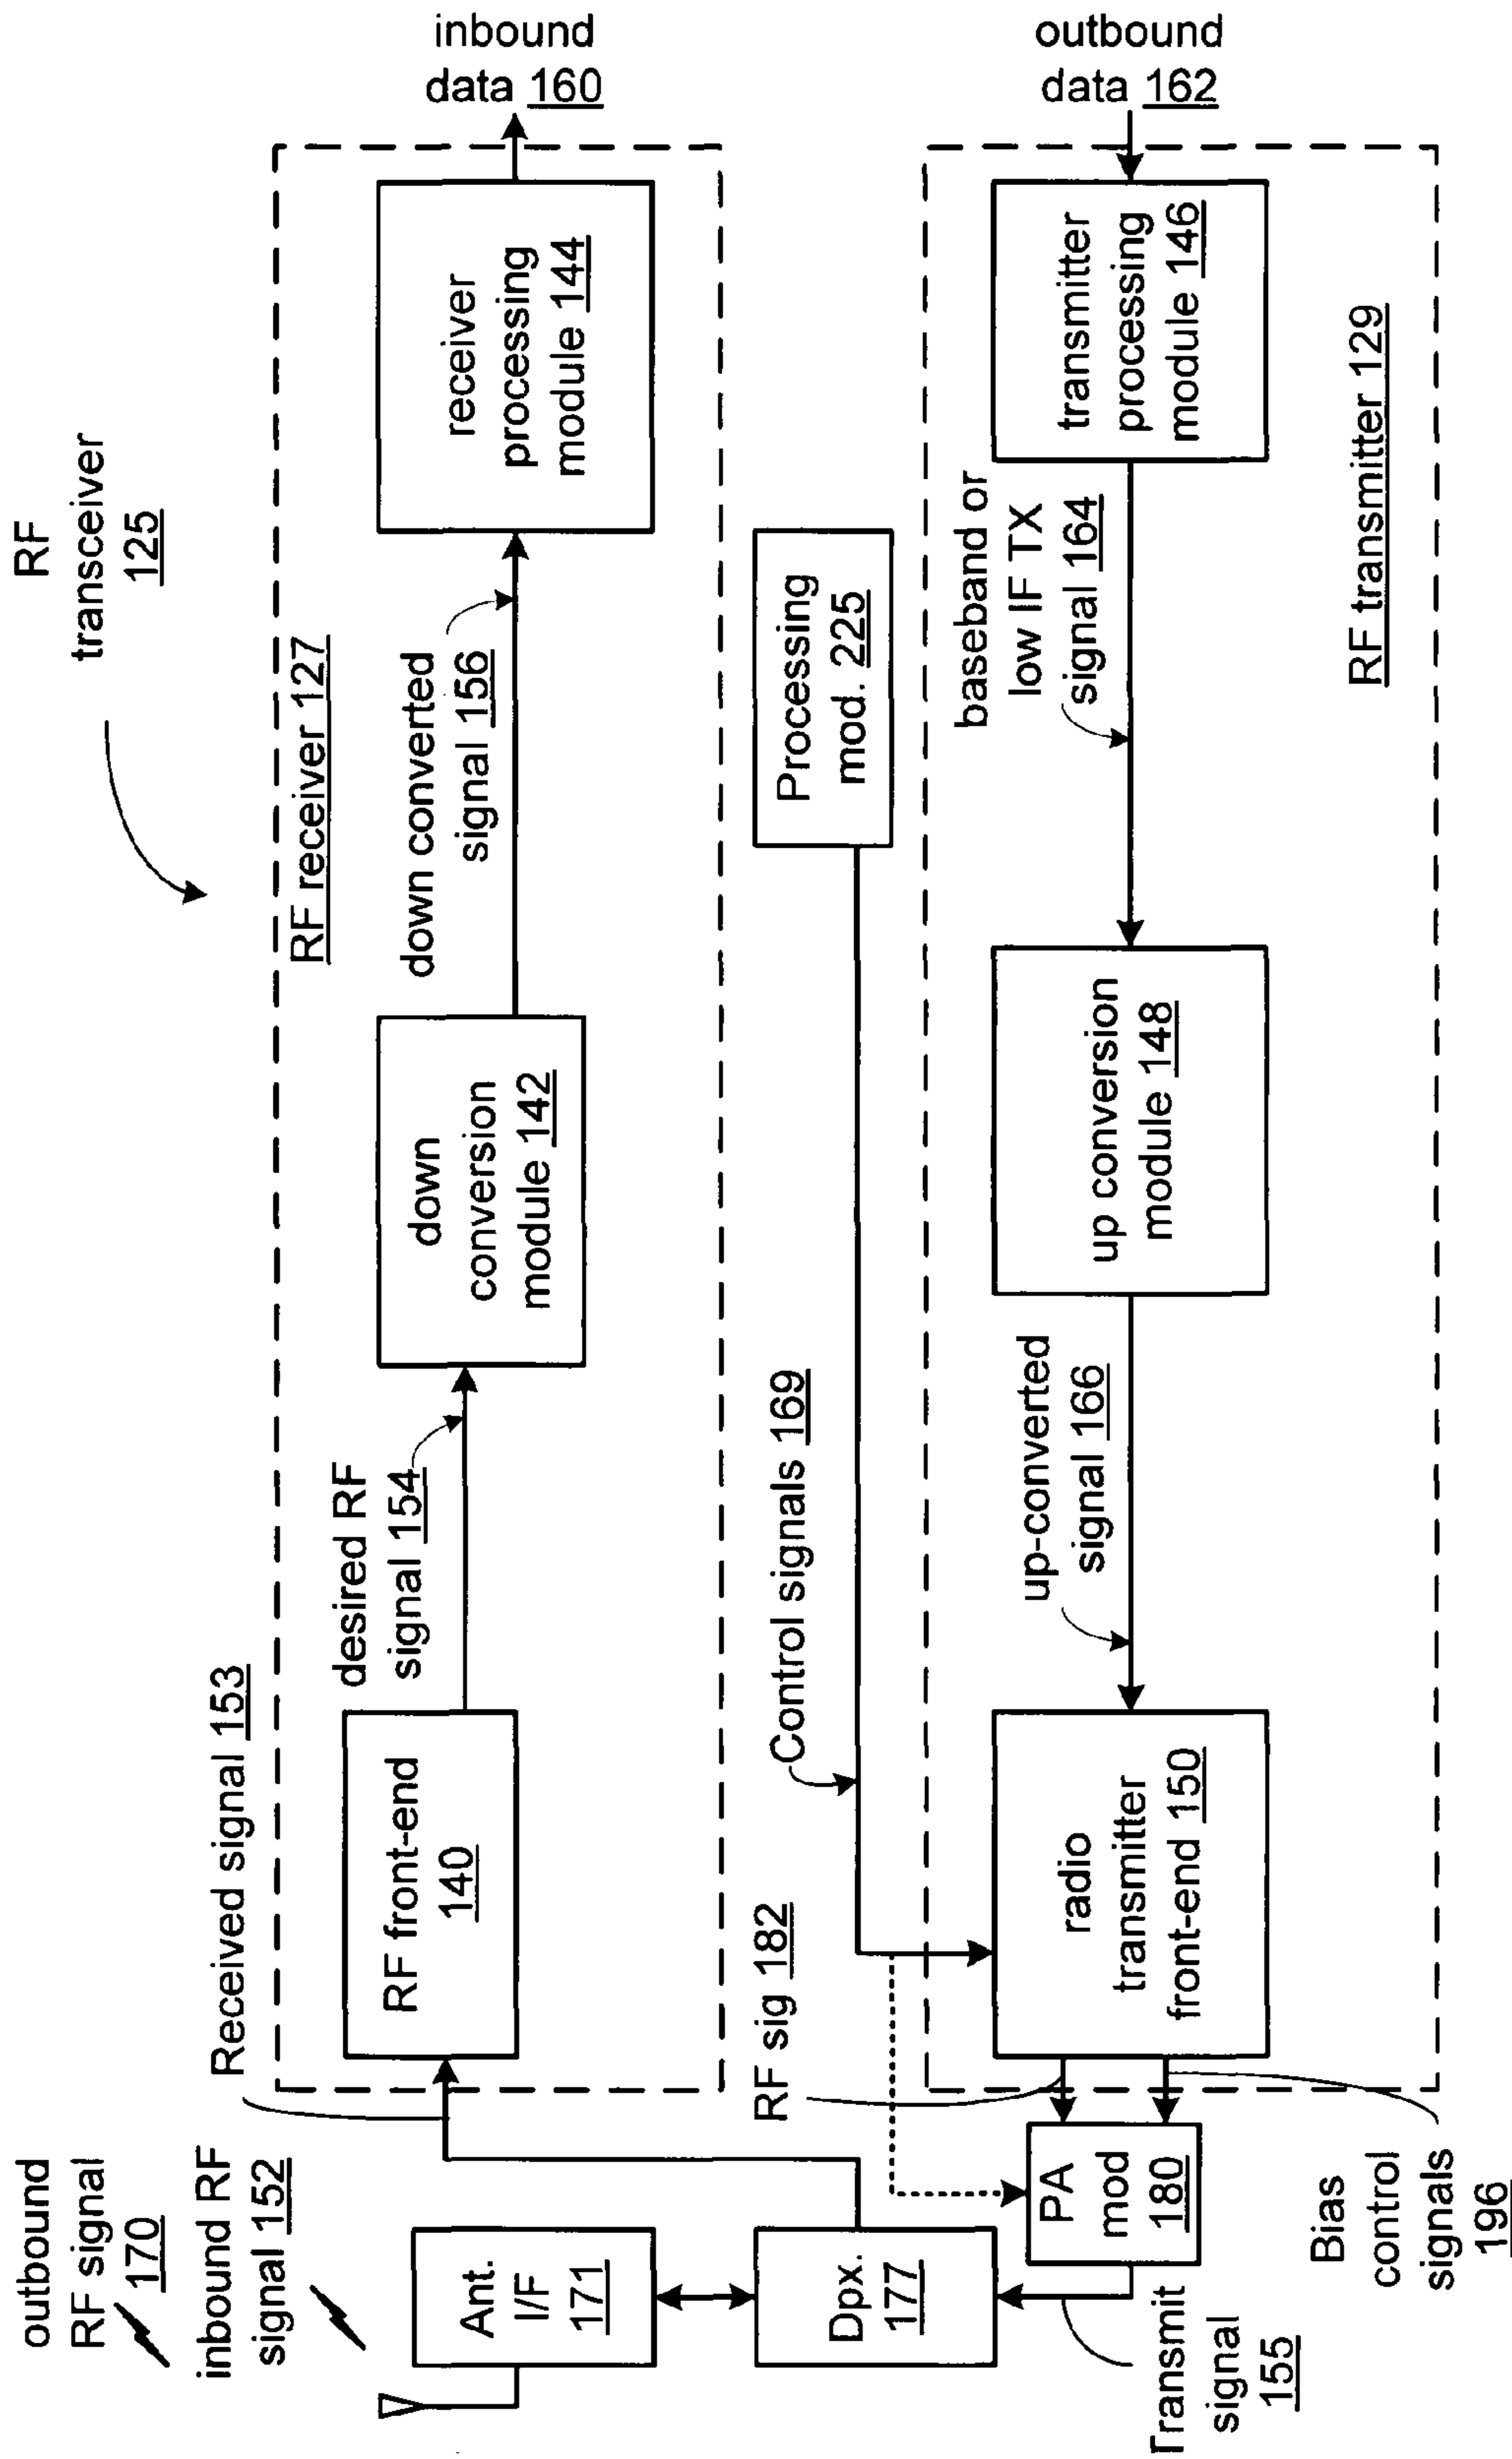 RF
transceiver
125
outbound
RF signal
170
inbound RF
signal 152
Received signal 153
RF receiver 127
RF front-end
140
desired RF
signal 154
down
conversion
module 142
down converted
signal 156
receiver
processing
module 144
inbound
data 160
Ant.
I/F
171
Dpx.
177
Control signals 169
Processing
mod. 225
RF sig 182
Transmit
signal
155
PA
mod
180
Bias
control
signals
196
radio
transmitter
front-end 150
up-converted
signal 166
up conversion
module 148
baseband or
low IF TX
signal 164
transmitter
processing
module 146
outbound
data 162
RF transmitter 129